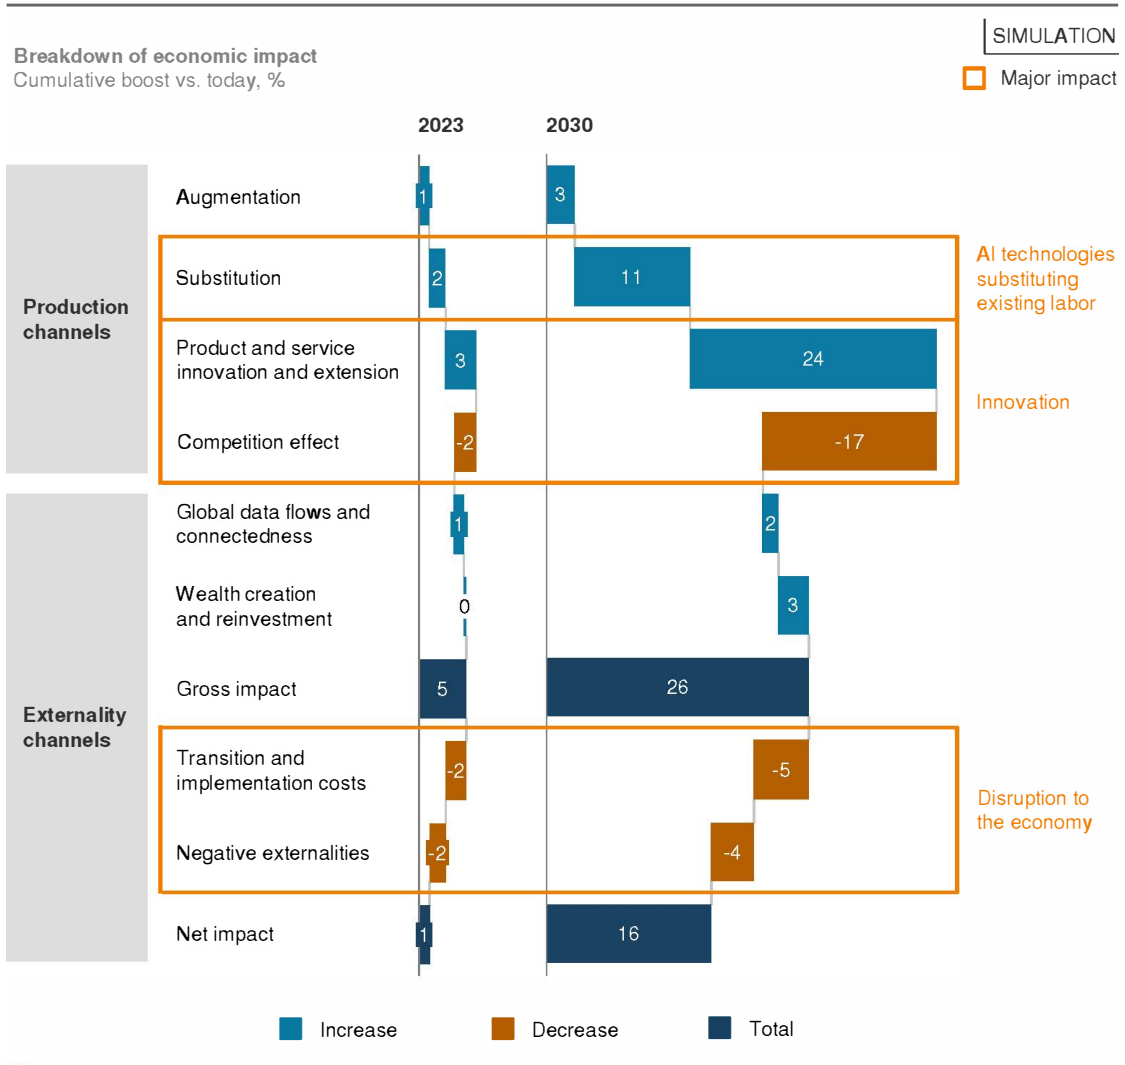 SIMULATION
Breakdown of economic impact
Cumulative boost vs. today, %
Major impact
2023
2030
Production
channels
Augmentation
1
3
Substitution
2
11
AI technologies
substituting
existing labor
Product and service
innovation and extension
3
24
Innovation
Competition effect
-2
-17
Externality
channels
Global data flows and
connectedness
1
2
Wealth creation
and reinvestment
0
3
Gross impact
5
26
Transition and
implementation costs
-2
-5
Disruption to
the economy
Negative externalities
-2
-4
Net impact
1
16
Increase
Decrease
Total